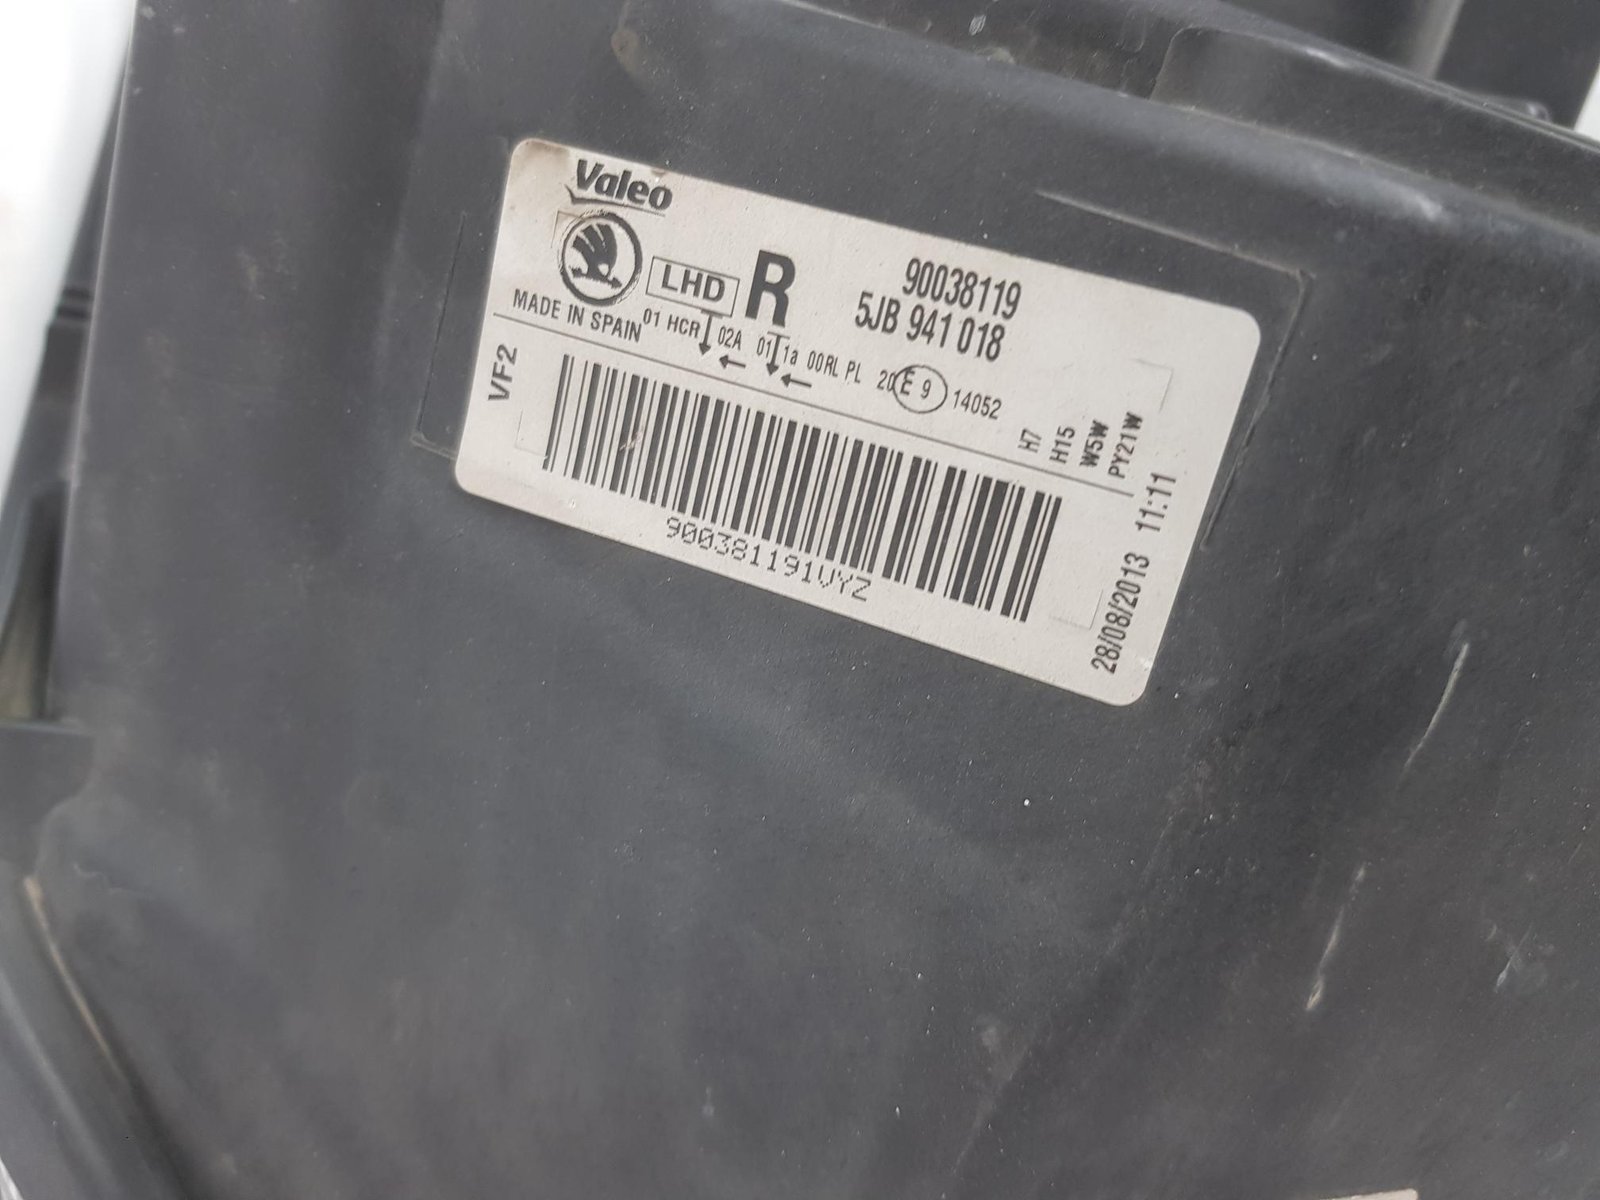 Valeo
LHD R
90038119
5JB 941 018
MADE IN SPAIN
01 HCR 02A 01 1a 00RL PL 20 E 9 14052
VF2
H7
H15
W5W
PY21W
900381191VYZ
28/08/2013 11:11